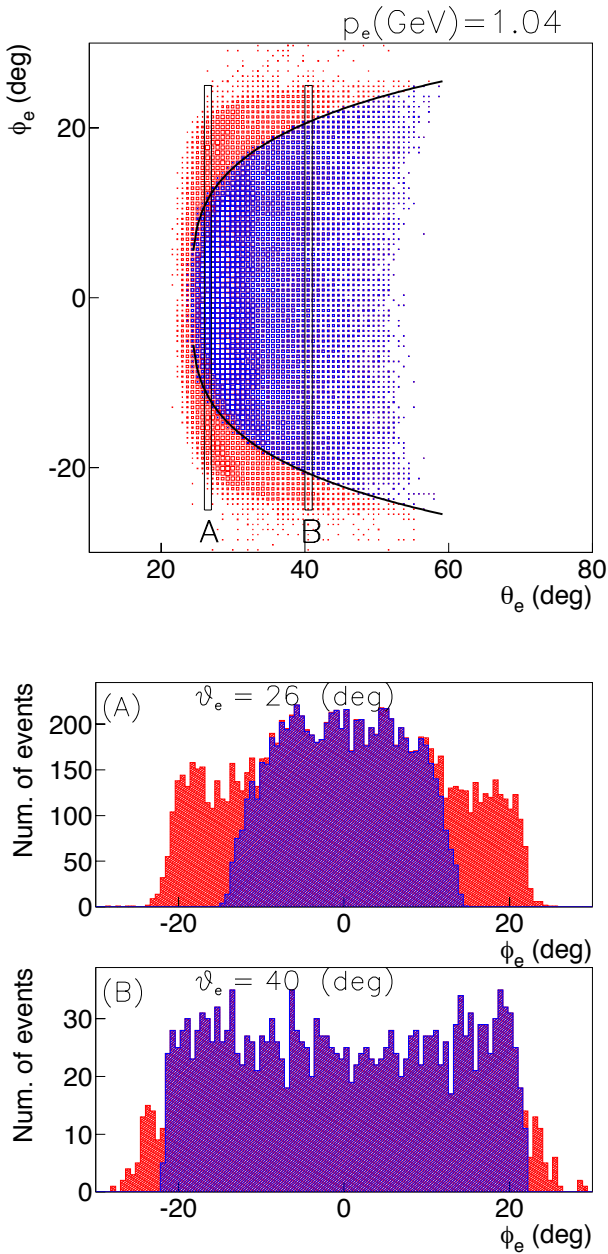 p_e(GeV)=1.04
ϕ_e (deg)
20
0
-20
A B
20 40 60 80
θ_e (deg)
(A) ϑ_e = 26 (deg)
Num. of events
200
150
100
50
0
-20 0 20
ϕ_e (deg)
(B) ϑ_e = 40 (deg)
Num. of events
30
20
10
0
-20 0 20
ϕ_e (deg)